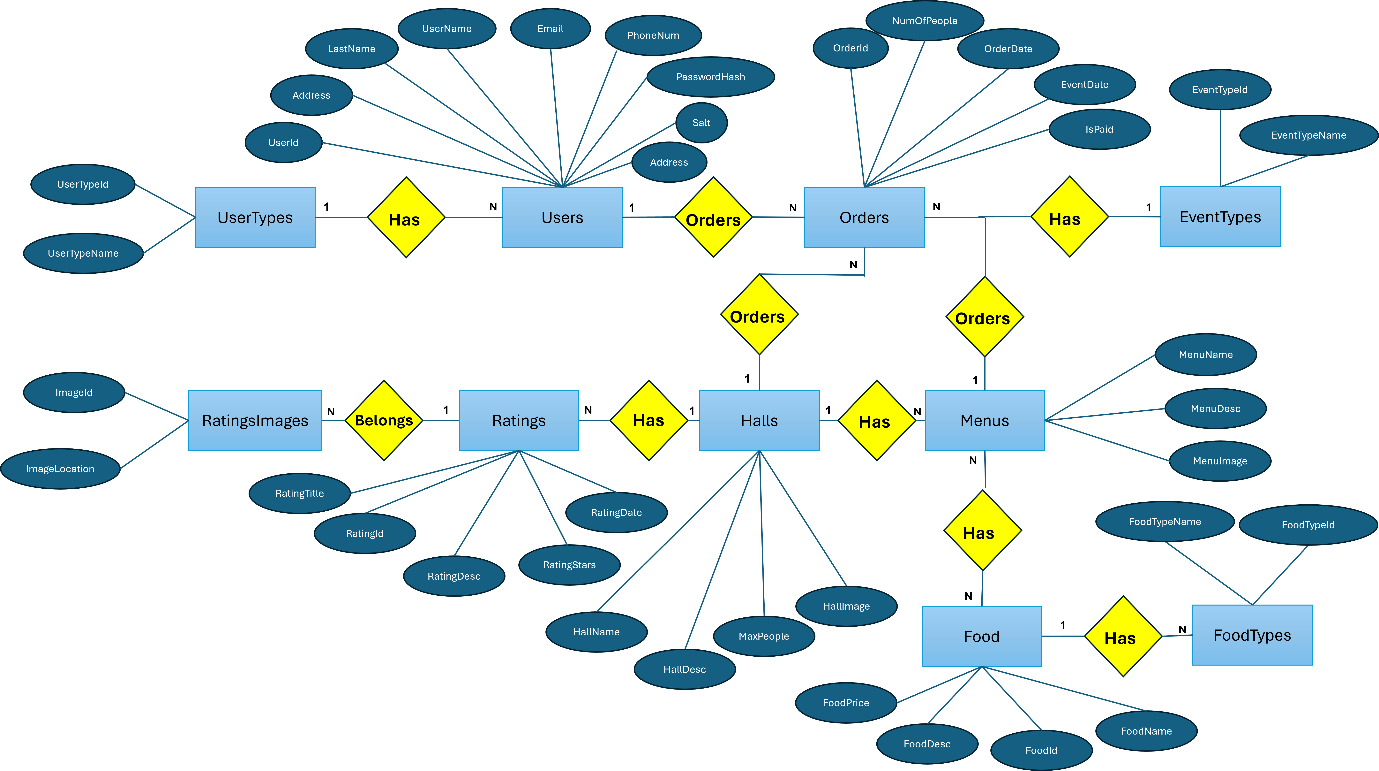 NumOfPeople
UserName
Email
PhoneNum
LastName
OrderId
OrderDate
PasswordHash
EventDate
EventTypeId
Address
Salt
IsPaid
EventTypeName
UserId
Address
UserTypeId
UserTypeName
UserTypes
1
Has
N
Users
1
Orders
N
Orders
N
Has
1
EventTypes
N
Orders
Orders
1
1
MenuName
MenuDesc
MenuImage
ImageId
ImageLocation
RatingsImages
N
Belongs
1
Ratings
N
Has
1
Halls
1
Has
N
Menus
N
RatingTitle
RatingId
RatingDesc
RatingStars
RatingDate
HallName
HallDesc
MaxPeople
HallImage
Has
N
FoodTypeName
FoodTypeId
Food
1
Has
N
FoodTypes
FoodPrice
FoodDesc
FoodId
FoodName